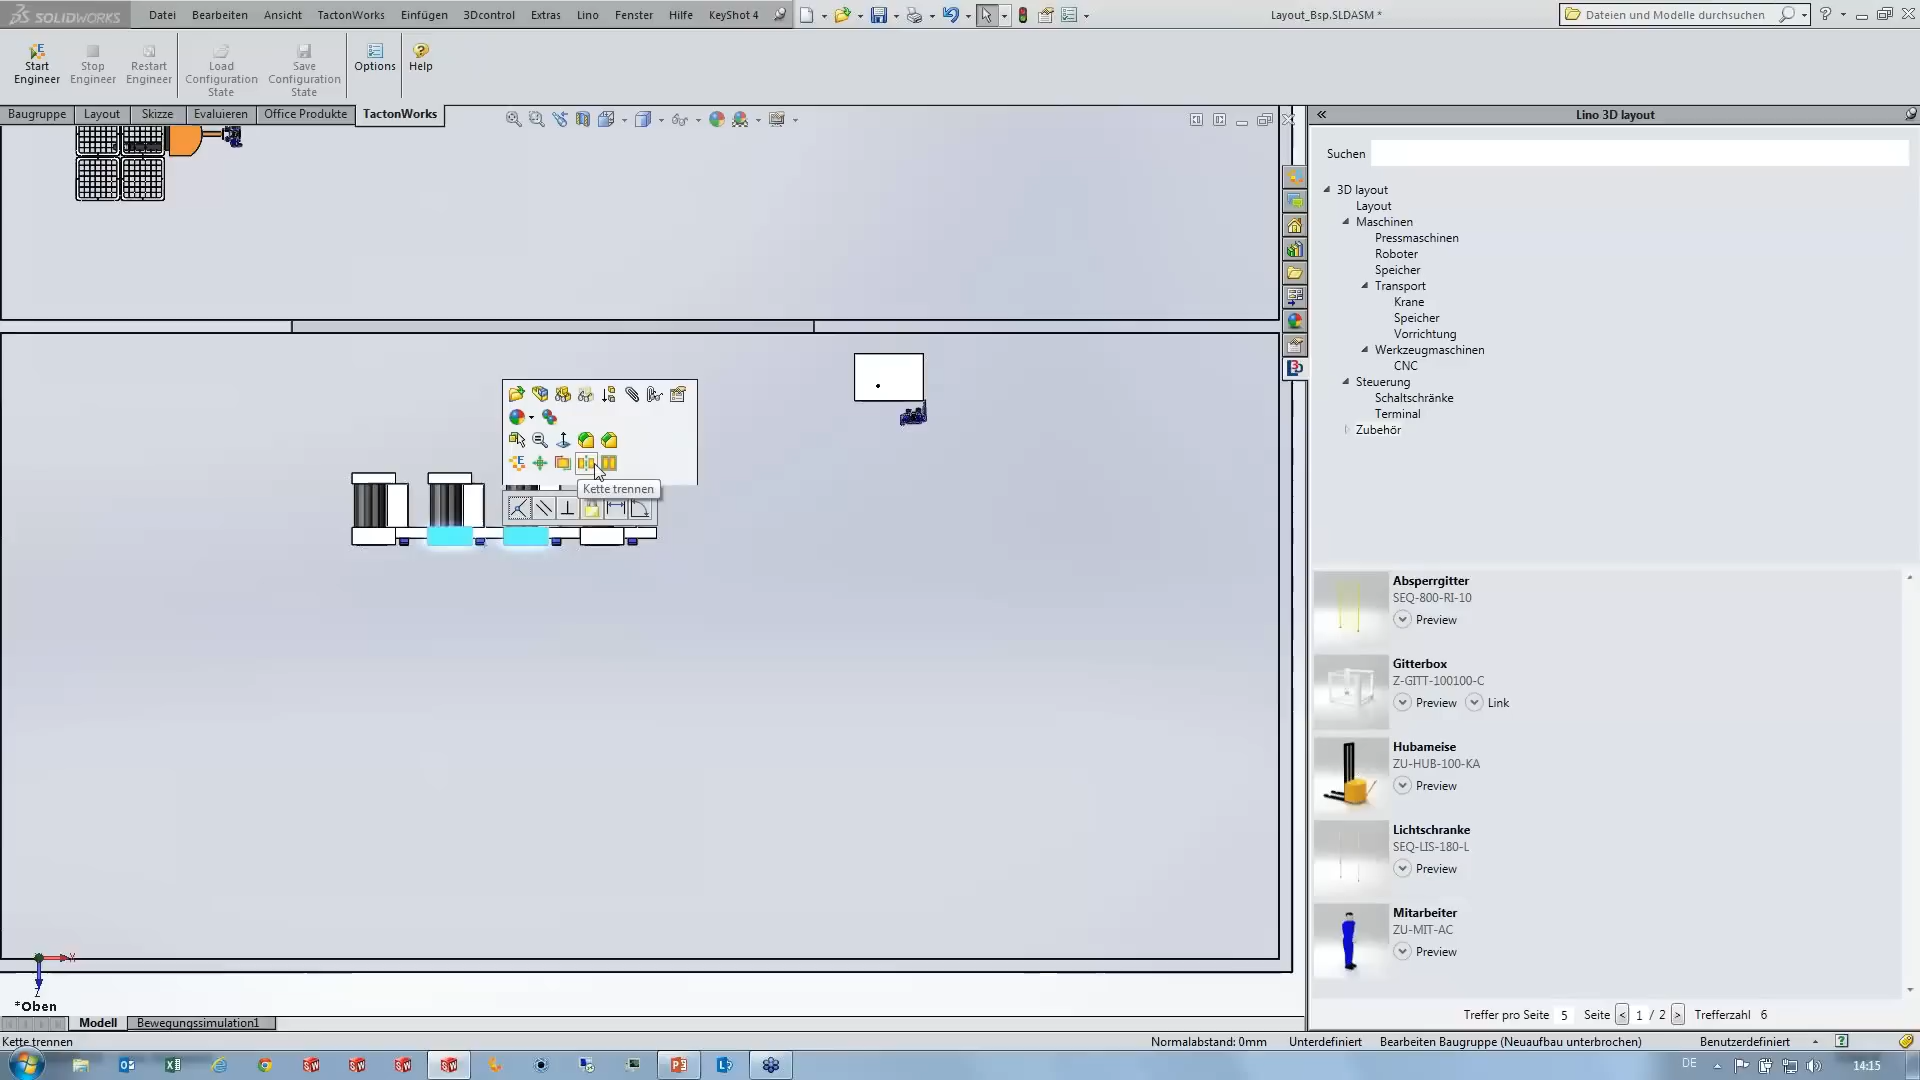 SOLIDWORKS
Datei Bearbeiten Ansicht TactonWorks Einfügen 3Dcontrol Extras Lino Fenster Hilfe KeyShot 4
Layout_Bsp.SLDASM *
Dateien und Modelle durchsuchen
Start Engineer
Stop Engineer
Restart Engineer
Load Configuration State
Save Configuration State
Options
Help
Baugruppe Layout Skizze Evaluieren Office Produkte TactonWorks
Lino 3D layout
Suchen
3D layout
Layout
Maschinen
Pressmaschinen
Roboter
Speicher
Transport
Krane
Speicher
Vorrichtung
Werkzeugmaschinen
CNC
Steuerung
Schaltschränke
Terminal
Zubehör
Kette trennen
Absperrgitter
SEQ-800-RI-10
Preview
Gitterbox
Z-GITT-100100-C
Preview Link
Hubameise
ZU-HUB-100-KA
Preview
Lichtschranke
SEQ-LIS-180-L
Preview
Mitarbeiter
ZU-MIT-AC
Preview
Treffer pro Seite 5 Seite < 1 / 2 > Trefferzahl 6
*Oben
Modell Bewegungssimulation1
Kette trennen
Normalabstand: 0mm Unterdefiniert Bearbeiten Baugruppe (Neuaufbau unterbrochen) Benutzerdefiniert
DE
14:15